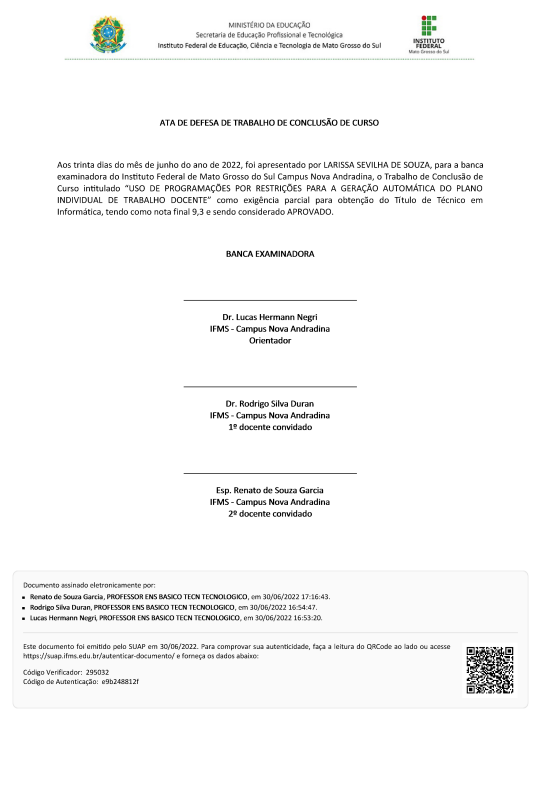 MINISTÉRIO DA EDUCAÇÃO
Secretaria de Educação Profissional e Tecnológica
Instituto Federal de Educação, Ciência e Tecnologia de Mato Grosso do Sul
INSTITUTO
FEDERAL
Mato Grosso do Sul
ATA DE DEFESA DE TRABALHO DE CONCLUSÃO DE CURSO
Aos trinta dias do mês de junho do ano de 2022, foi apresentado por LARISSA SEVILHA DE SOUZA, para a banca
examinadora do Instituto Federal de Mato Grosso do Sul Campus Nova Andradina, o Trabalho de Conclusão de
Curso intitulado “USO DE PROGRAMAÇÕES POR RESTRIÇÕES PARA A GERAÇÃO AUTOMÁTICA DO PLANO
INDIVIDUAL DE TRABALHO DOCENTE” como exigência parcial para obtenção do Título de Técnico em
Informática, tendo como nota final 9,3 e sendo considerado APROVADO.
BANCA EXAMINADORA
Dr. Lucas Hermann Negri
IFMS - Campus Nova Andradina
Orientador
Dr. Rodrigo Silva Duran
IFMS - Campus Nova Andradina
1º docente convidado
Esp. Renato de Souza Garcia
IFMS - Campus Nova Andradina
2º docente convidado
Documento assinado eletronicamente por:
Renato de Souza Garcia, PROFESSOR ENS BASICO TECN TECNOLOGICO, em 30/06/2022 17:16:43.
Rodrigo Silva Duran, PROFESSOR ENS BASICO TECN TECNOLOGICO, em 30/06/2022 16:54:47.
Lucas Hermann Negri, PROFESSOR ENS BASICO TECN TECNOLOGICO, em 30/06/2022 16:53:20.
Este documento foi emitido pelo SUAP em 30/06/2022. Para comprovar sua autenticidade, faça a leitura do QRCode ao lado ou acesse
https://suap.ifms.edu.br/autenticar-documento/ e forneça os dados abaixo:
Código Verificador: 295032
Código de Autenticação: e9b248812f